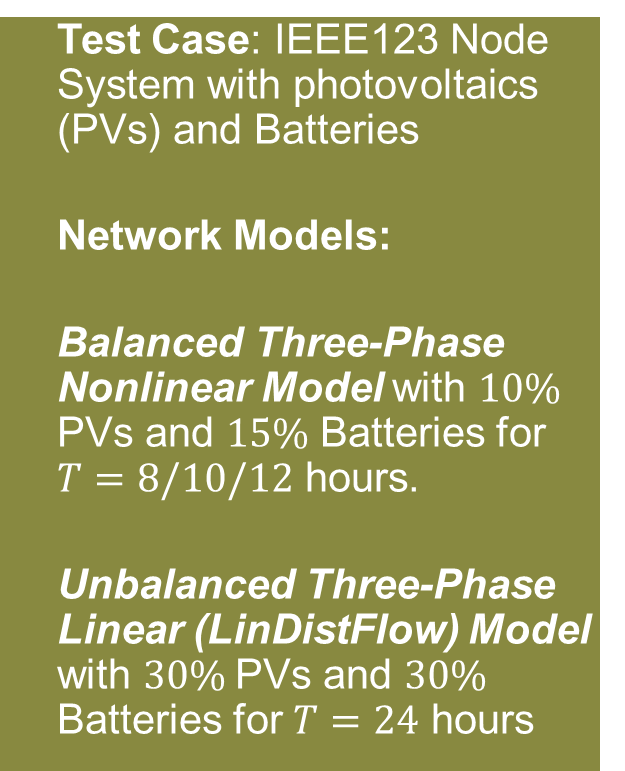 Test Case: IEEE123 Node
System with photovoltaics
(PVs) and Batteries
Network Models:
Balanced Three-Phase
Nonlinear Model with 10%
PVs and 15% Batteries for
T = 8/10/12 hours.
Unbalanced Three-Phase
Linear (LinDistFlow) Model
with 30% PVs and 30%
Batteries for T = 24 hours